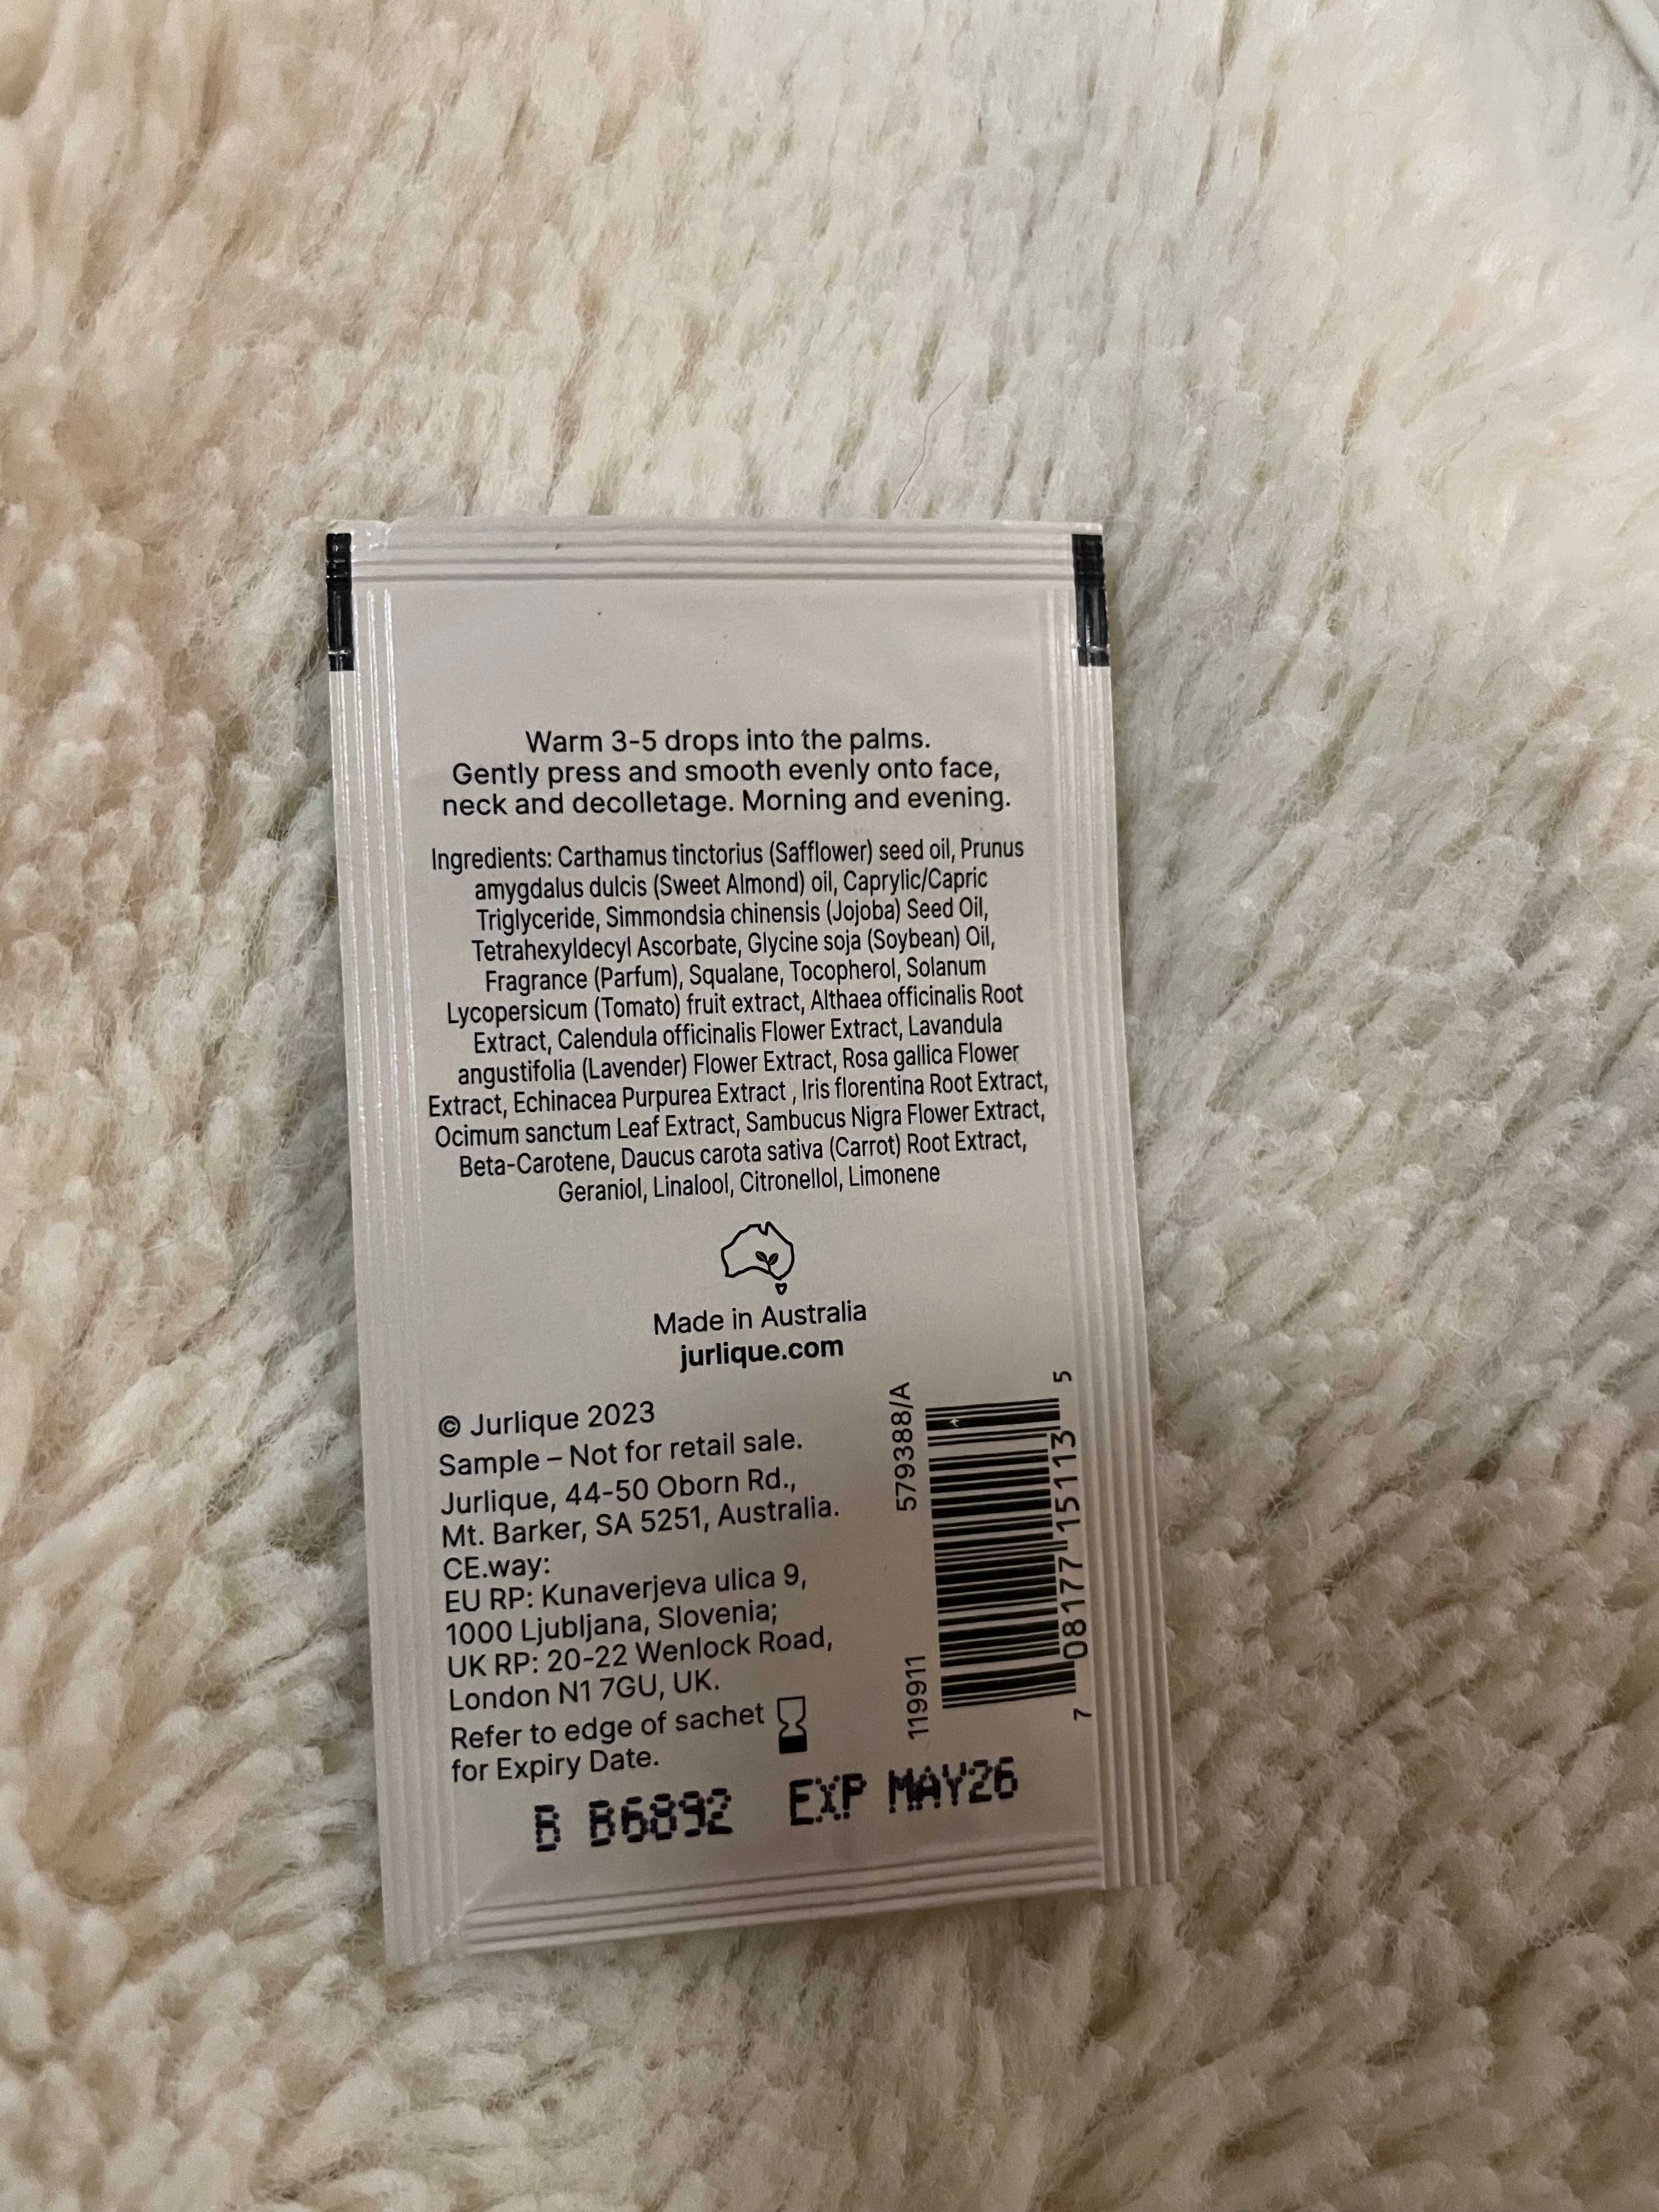 Warm 3-5 drops into the palms.
Gently press and smooth evenly onto face,
neck and decolletage. Morning and evening.
Ingredients: Carthamus tinctorius (Safflower) seed oil, Prunus
amygdalus dulcis (Sweet Almond) oil, Caprylic/Capric
Triglyceride, Simmondsia chinensis (Jojoba) Seed Oil,
Tetrahexyldecyl Ascorbate, Glycine soja (Soybean) Oil,
Fragrance (Parfum), Squalane, Tocopherol, Solanum
Lycopersicum (Tomato) fruit extract, Althaea officinalis Root
Extract, Calendula officinalis Flower Extract, Lavandula
angustifolia (Lavender) Flower Extract, Rosa gallica Flower
Extract, Echinacea Purpurea Extract , Iris florentina Root Extract,
Ocimum sanctum Leaf Extract, Sambucus Nigra Flower Extract,
Beta-Carotene, Daucus carota sativa (Carrot) Root Extract,
Geraniol, Linalool, Citronellol, Limonene
Made in Australia
jurlique.com
© Jurlique 2023
Sample – Not for retail sale.
Jurlique, 44-50 Oborn Rd.,
Mt. Barker, SA 5251, Australia.
CE.way:
EU RP: Kunaverjeva ulica 9,
1000 Ljubljana, Slovenia;
UK RP: 20-22 Wenlock Road,
London N1 7GU, UK.
Refer to edge of sachet
for Expiry Date.
119911 579388/A
7 08177 15113 5
B B6892 EXP MAY26